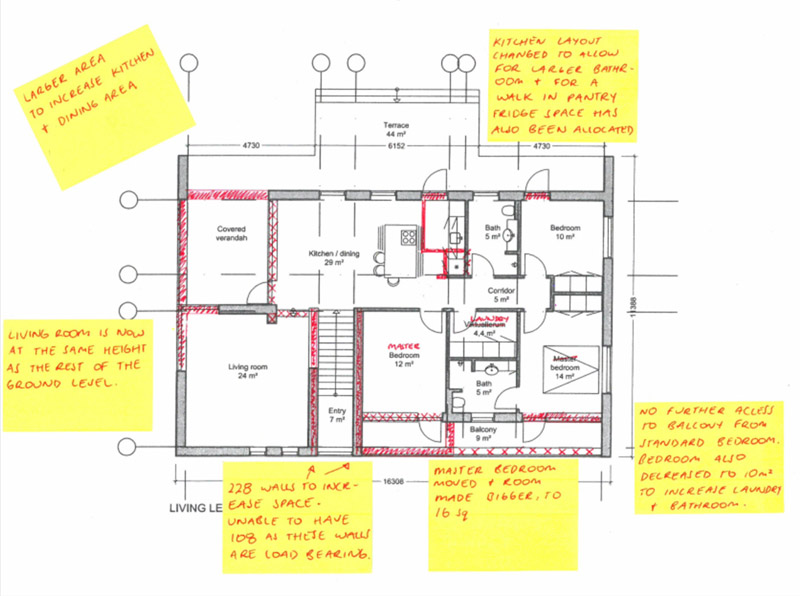 LARGER AREA
TO INCREASE KITCHEN
+ DINING AREA
KITCHEN LAYOUT
CHANGED TO ALLOW
FOR LARGER BATHR-
OOM + FOR A
WALK IN PANTRY
FRIDGE SPACE HAS
ALSO BEEN ALLOCATED
Terrace
44 m²
4730
6152
4730
Covered
verandah
Kitchen / dining
29 m²
Bath
5 m²
Bedroom
10 m²
Corridor
5 m²
11388
LIVING ROOM IS NOW
AT THE SAME HEIGHT
AS THE REST OF THE
GROUND LEVEL.
Living room
24 m²
MASTER
Bedroom
12 m²
LAUNDRY
4,4 m²
Master
bedroom
14 m²
Bath
5 m²
Entry
7 m²
Balcony
9 m²
NO FURTHER ACCESS
TO BALCONY FROM
STANDARD BEDROOM.
BEDROOM ALSO
DECREASED TO 10m²
TO INCREASE LAUNDRY
+ BATHROOM.
16308
LIVING LE
228 WALLS TO INCR-
EASE SPACE.
UNABLE TO HAVE
108 AS THESE WALLS
ARE LOAD BEARING.
MASTER BEDROOM
MOVED + ROOM
MADE BIGGER, TO
16 sq